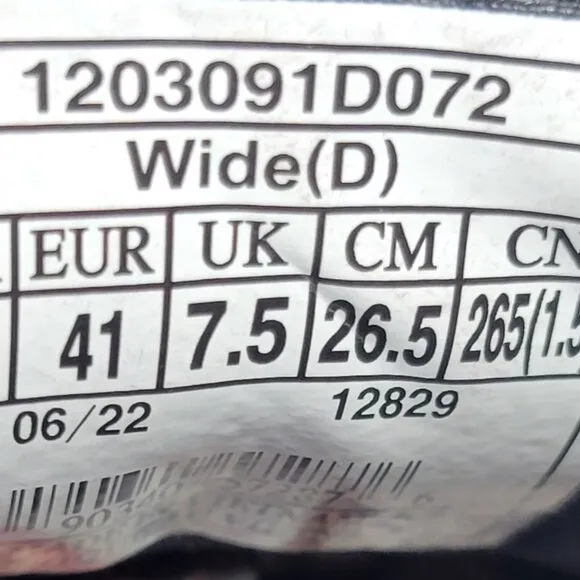 1203091D072
Wide(D)
EUR UK CM CN
41 7.5 26.5 265(1.5
06/22 12829